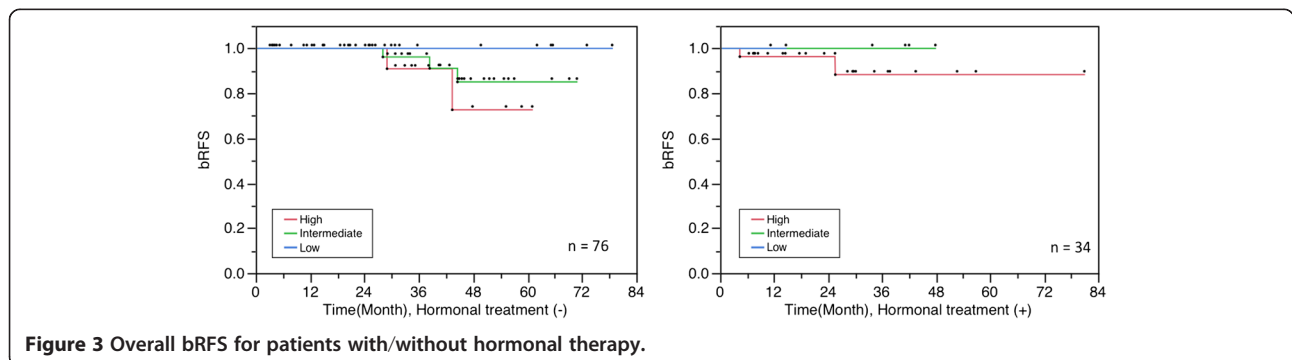 1.0
0.8
0.6
0.4
0.2
0.0
bRFS
High
Intermediate
Low
n = 76
0 12 24 36 48 60 72 84
Time(Month), Hormonal treatment (-)
1.0
0.8
0.6
0.4
0.2
0.0
bRFS
High
Intermediate
Low
n = 34
0 12 24 36 48 60 72 84
Time(Month), Hormonal treatment (+)
Figure 3 Overall bRFS for patients with/without hormonal therapy.